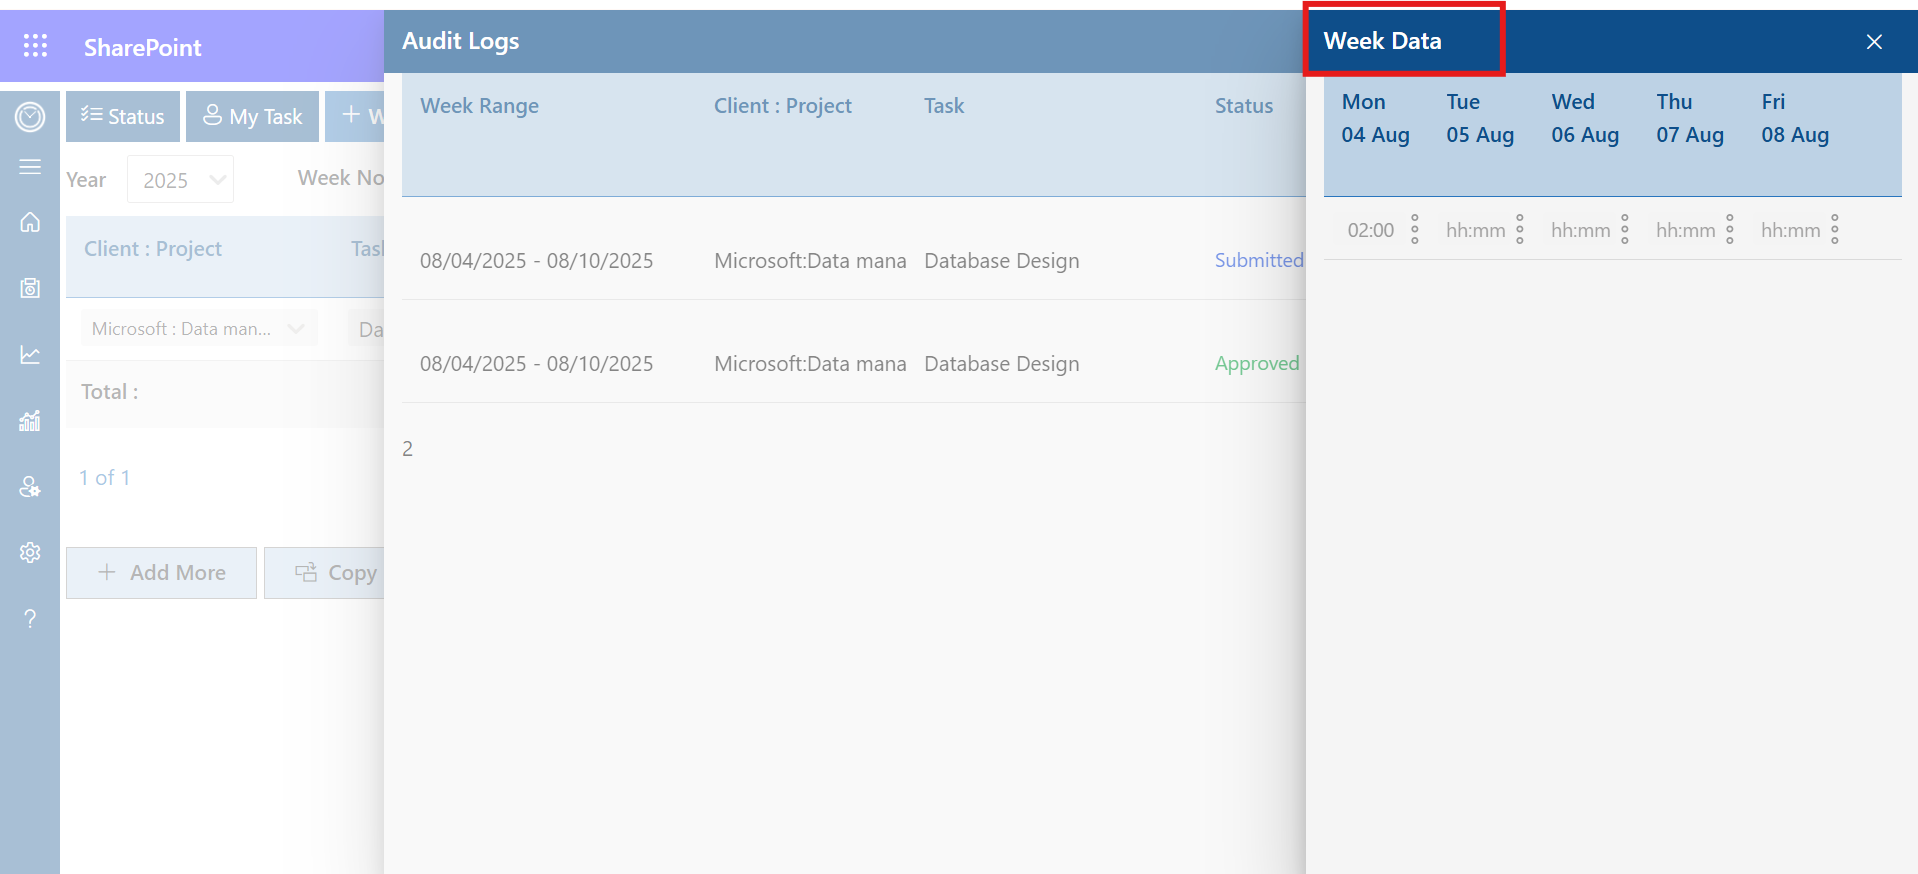 SharePoint
Status
My Task
W
Year
2025
Week No
Client : Project
Microsoft : Data man...
Da
Total :
1 of 1
Add More
Copy
Audit Logs
Week Range
Client : Project
Task
Status
08/04/2025 - 08/10/2025
Microsoft:Data mana
Database Design
Submitted
08/04/2025 - 08/10/2025
Microsoft:Data mana
Database Design
Approved
2
Week Data
Mon
04 Aug
Tue
05 Aug
Wed
06 Aug
Thu
07 Aug
Fri
08 Aug
02:00
hh:mm
hh:mm
hh:mm
hh:mm